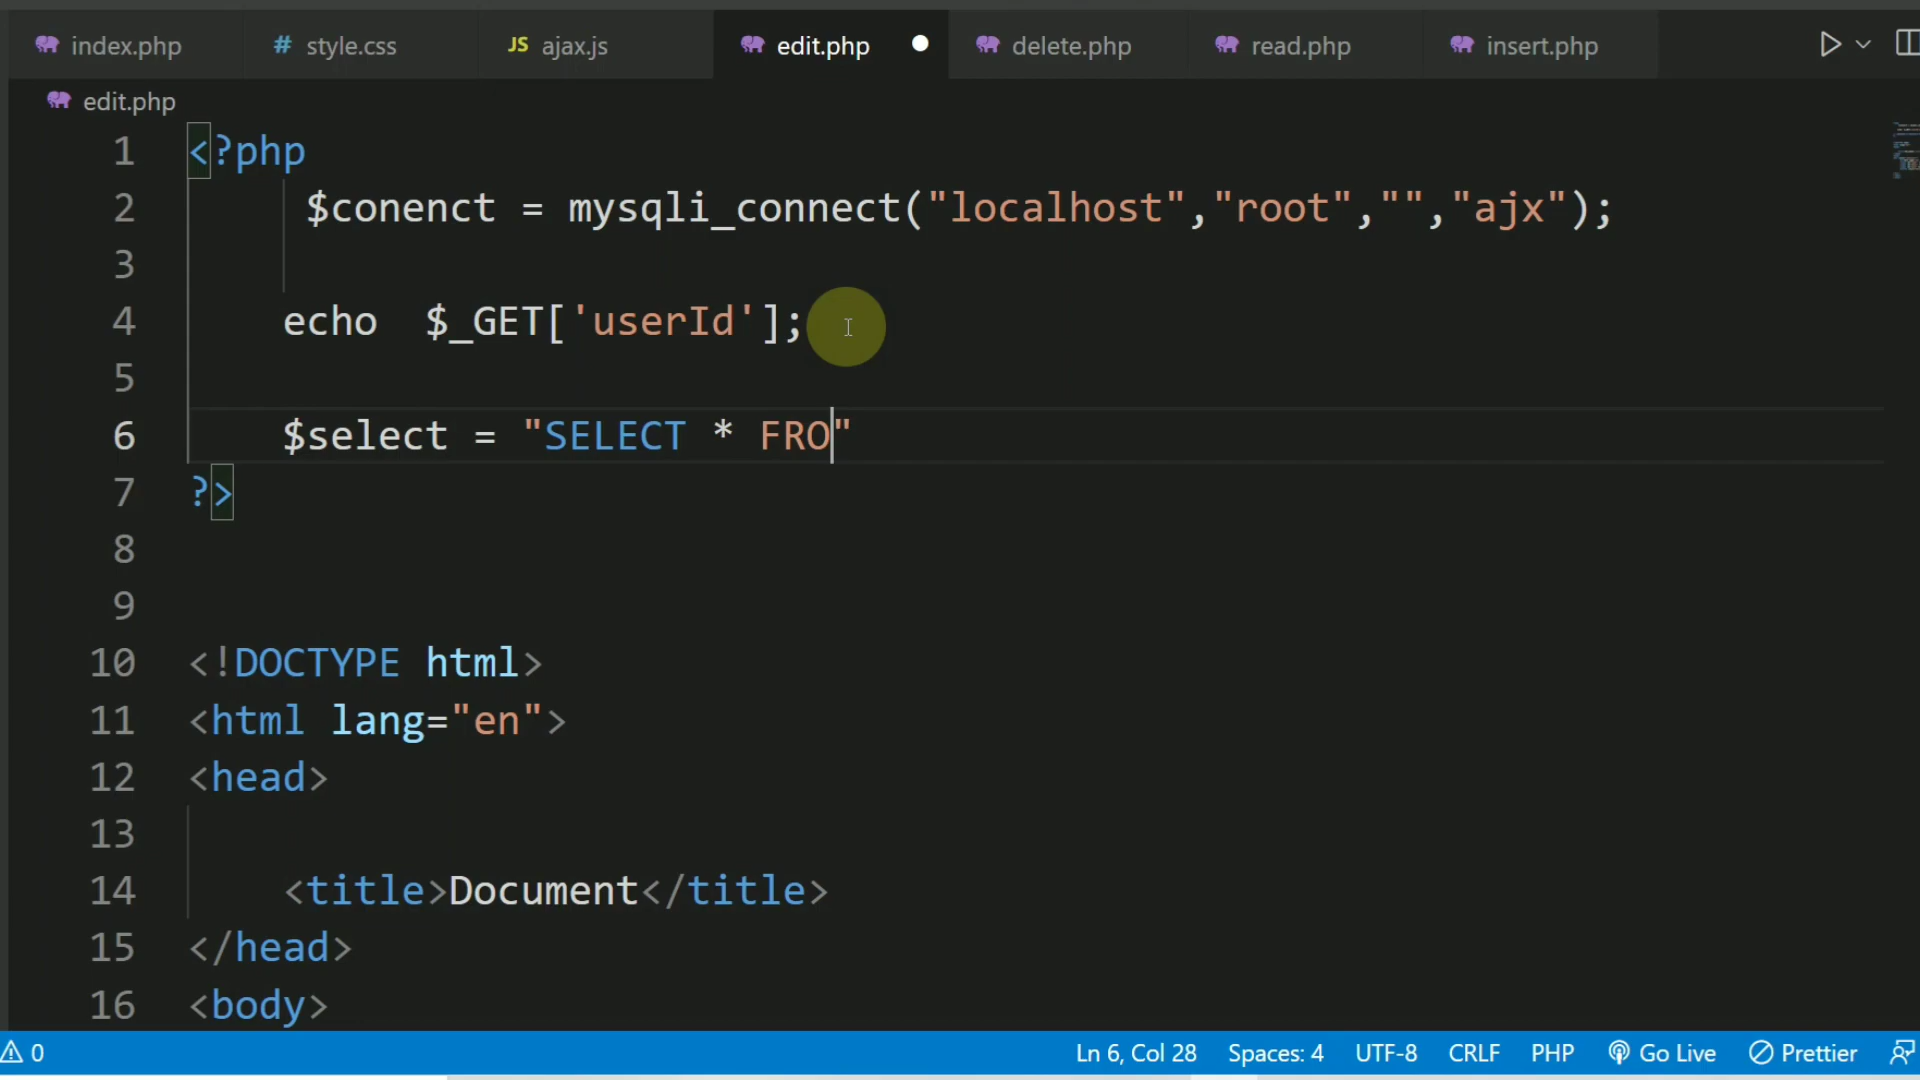 index.php # style.css JS ajax.js edit.php delete.php read.php insert.php
edit.php
1 <?php
2 $conenct = mysqli_connect("localhost","root","","ajx");
3
4 echo $_GET['userId'];
5
6 $select = "SELECT * FRO"
7 ?>
8
9
10 <!DOCTYPE html>
11 <html lang="en">
12 <head>
13
14 <title>Document</title>
15 </head>
16 <body>
0 Ln 6, Col 28 Spaces: 4 UTF-8 CRLF PHP Go Live Prettier